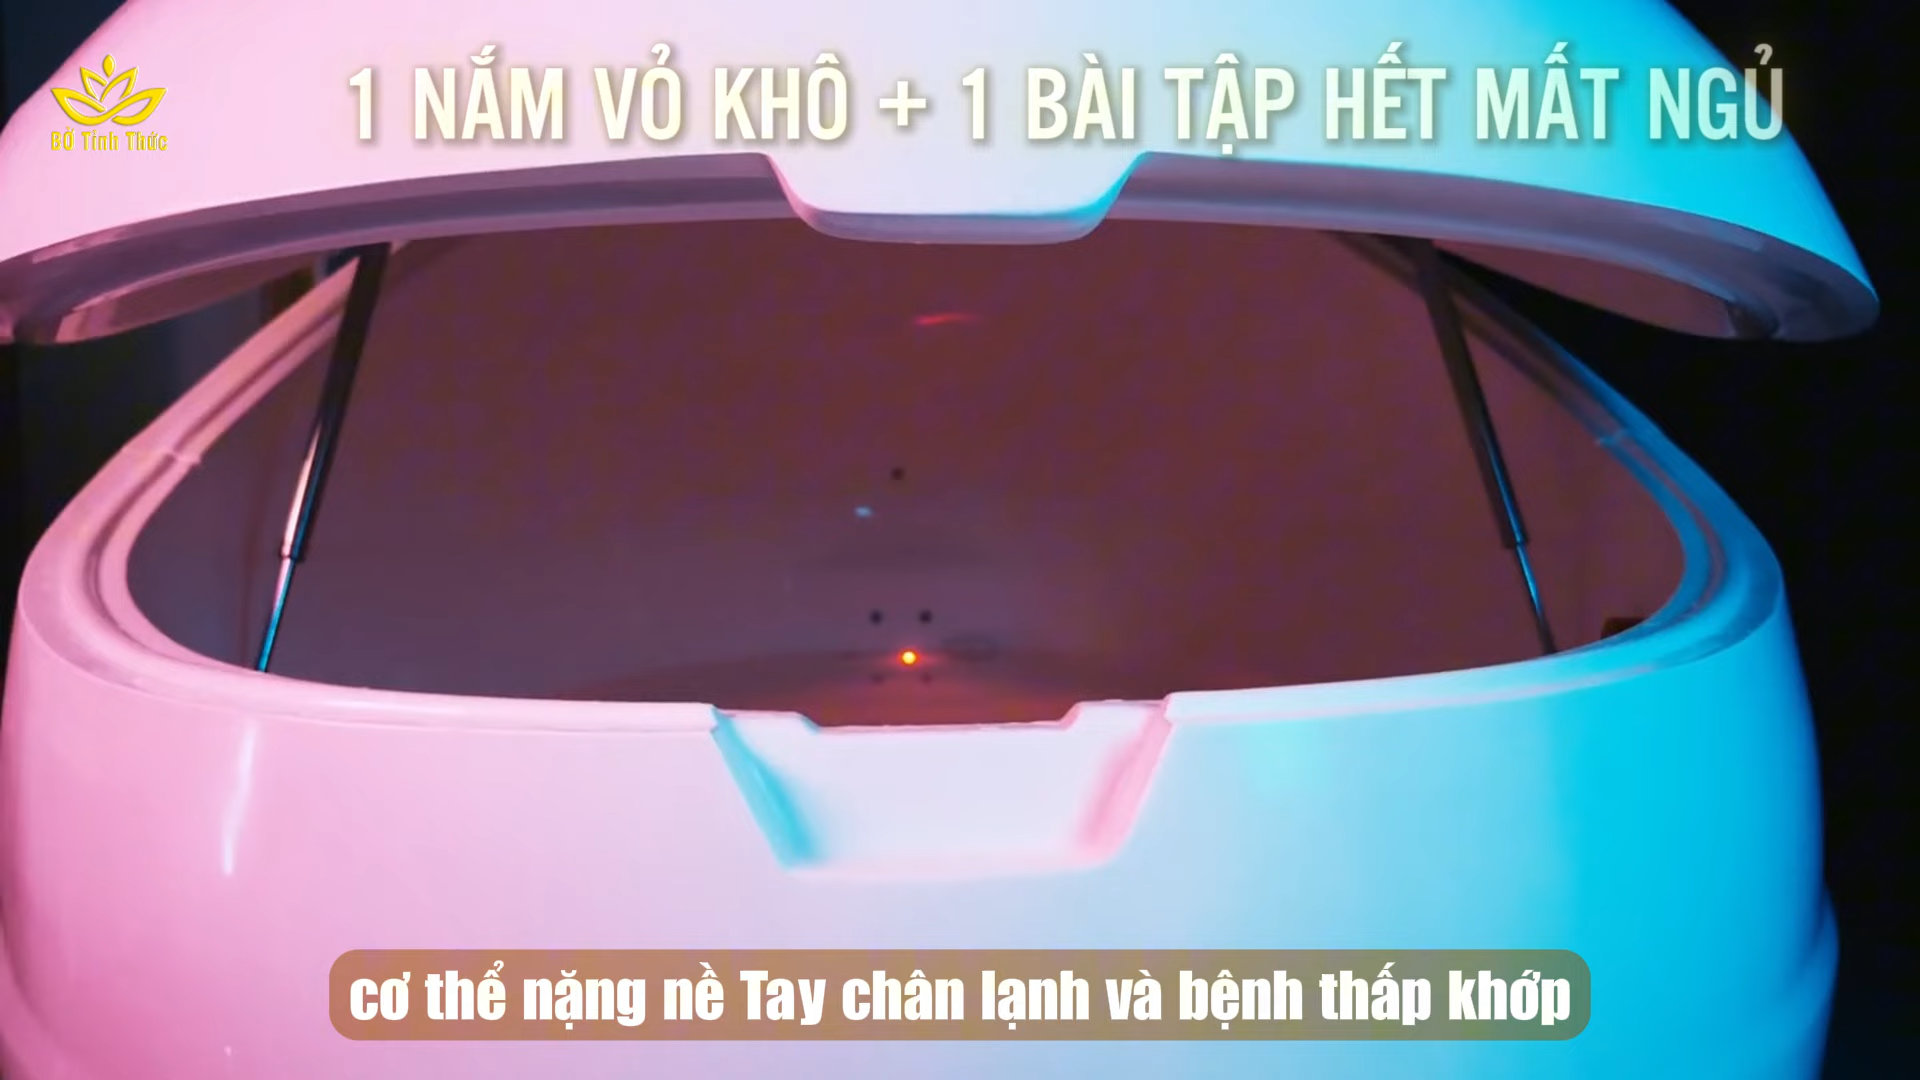 1 NẮM VỎ KHÔ + 1 BÀI TẬP HẾT MẤT NGỦ
BỜ Tỉnh Thức
cơ thể nặng nề Tay chân lạnh và bệnh thấp khớp